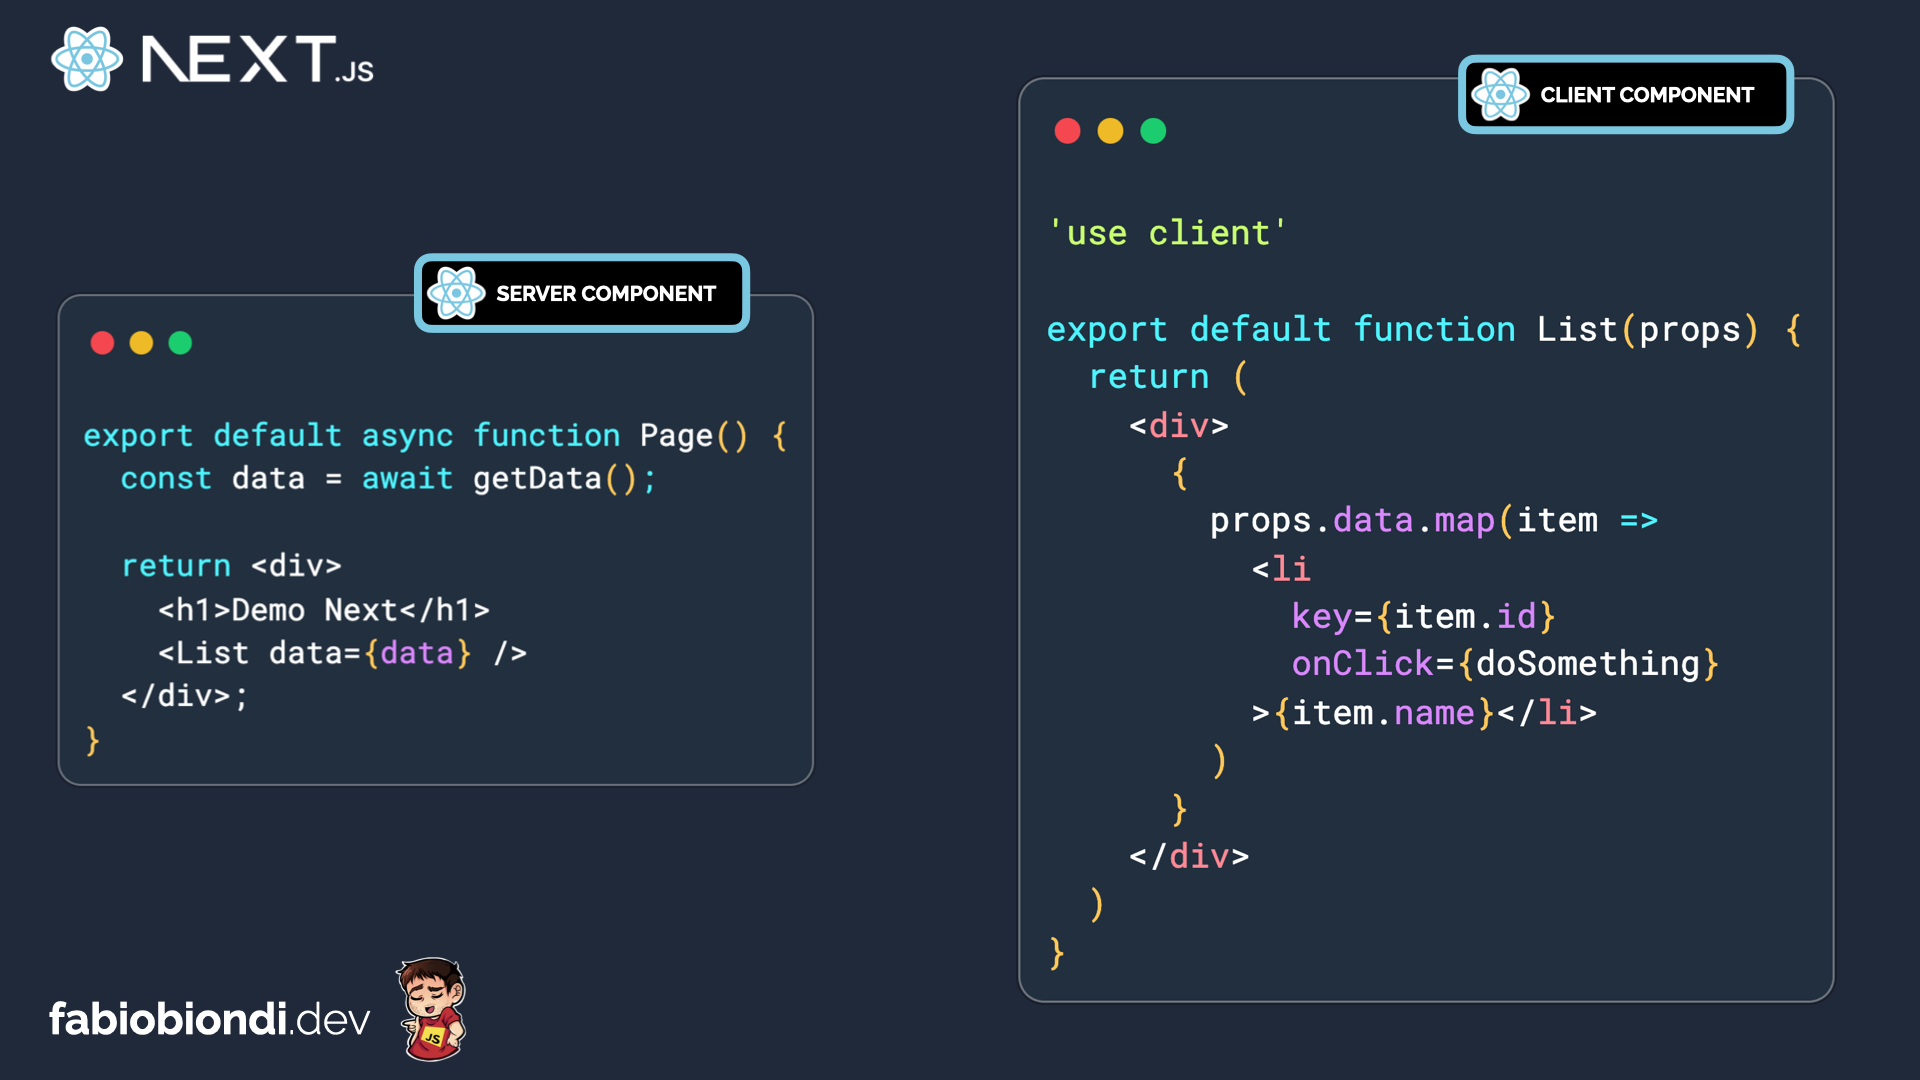 NEXT.JS
SERVER COMPONENT
export default async function Page() {
  const data = await getData();
  return <div>
    <h1>Demo Next</h1>
    <List data={data} />
  </div>;
}
CLIENT COMPONENT
'use client'
export default function List(props) {
  return (
    <div>
      {
        props.data.map(item =>
          <li
            key={item.id}
            onClick={doSomething}
          >{item.name}</li>
        )
      }
    </div>
  )
}
fabiobiondi.dev
JS